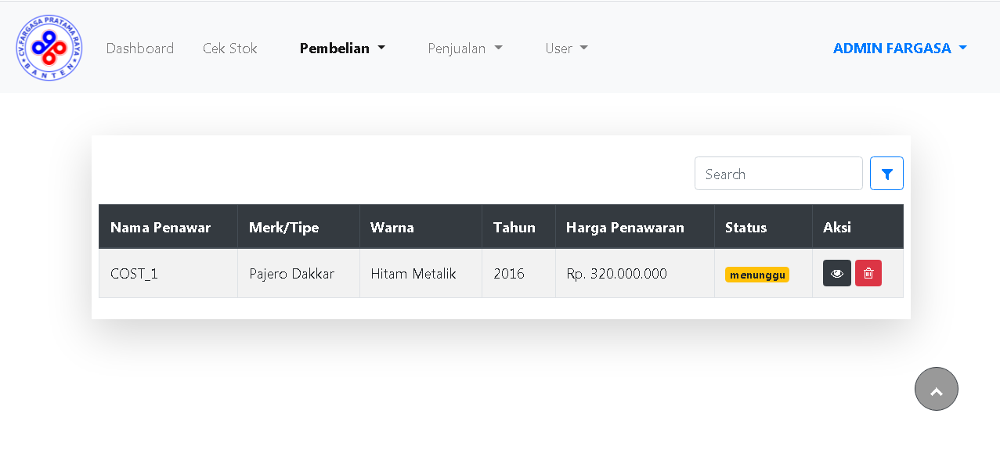 CV.FARGASA PRATAMA RAYA
BANTEN
Dashboard Cek Stok Pembelian Penjualan User ADMIN FARGASA
Search
Nama Penawar Merk/Tipe Warna Tahun Harga Penawaran Status Aksi
COST_1 Pajero Dakkar Hitam Metalik 2016 Rp. 320.000.000 menunggu